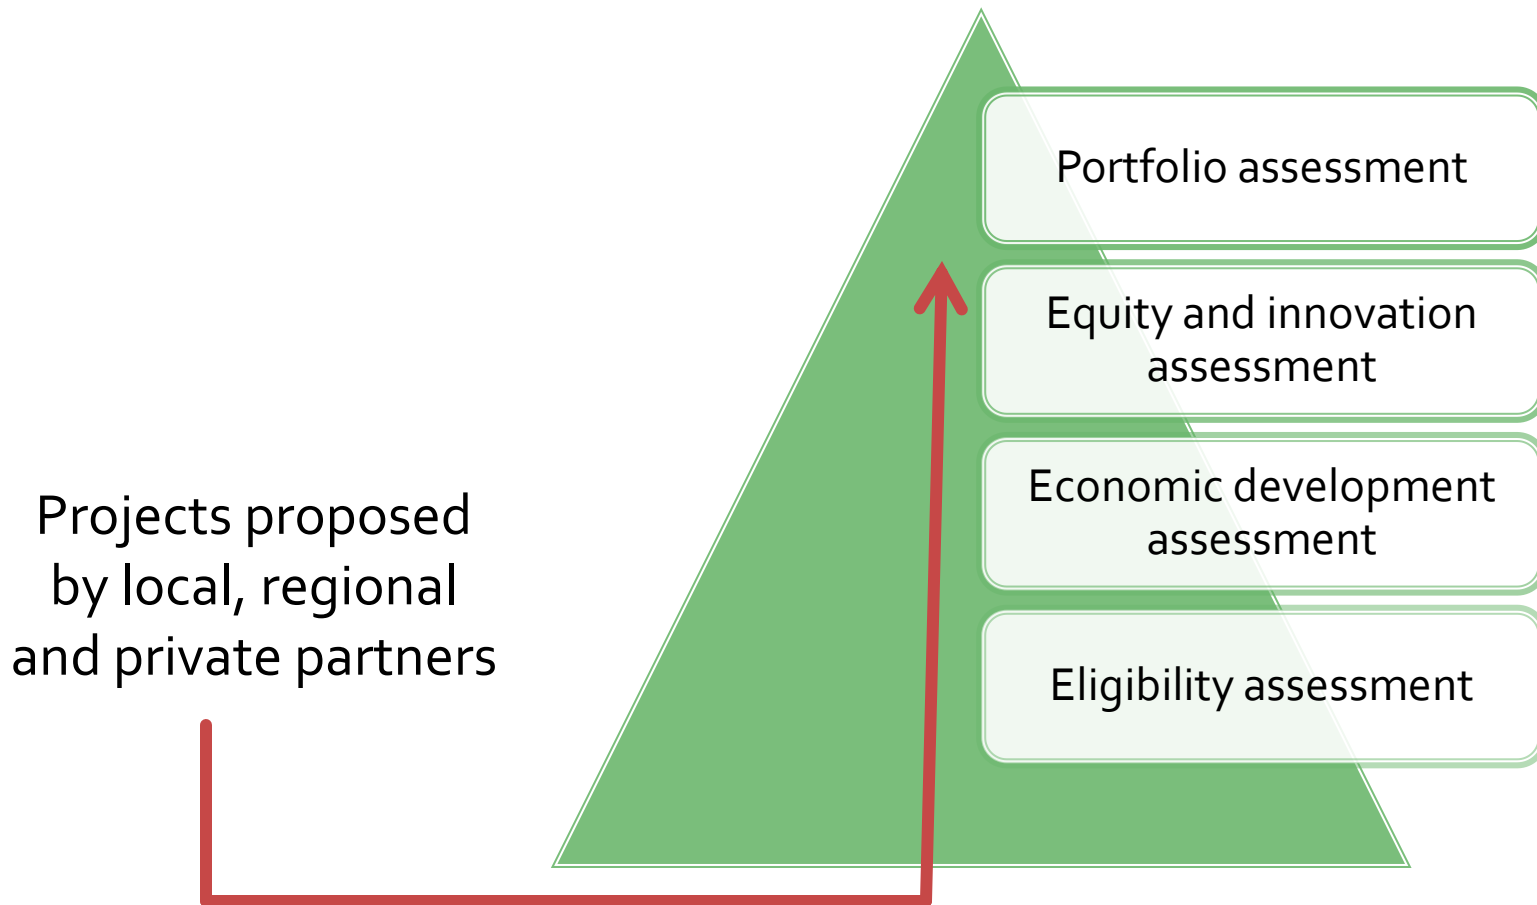 Portfolio assessment
Equity and innovation
assessment
Economic development
assessment
Eligibility assessment
Projects proposed
by local, regional
and private partners